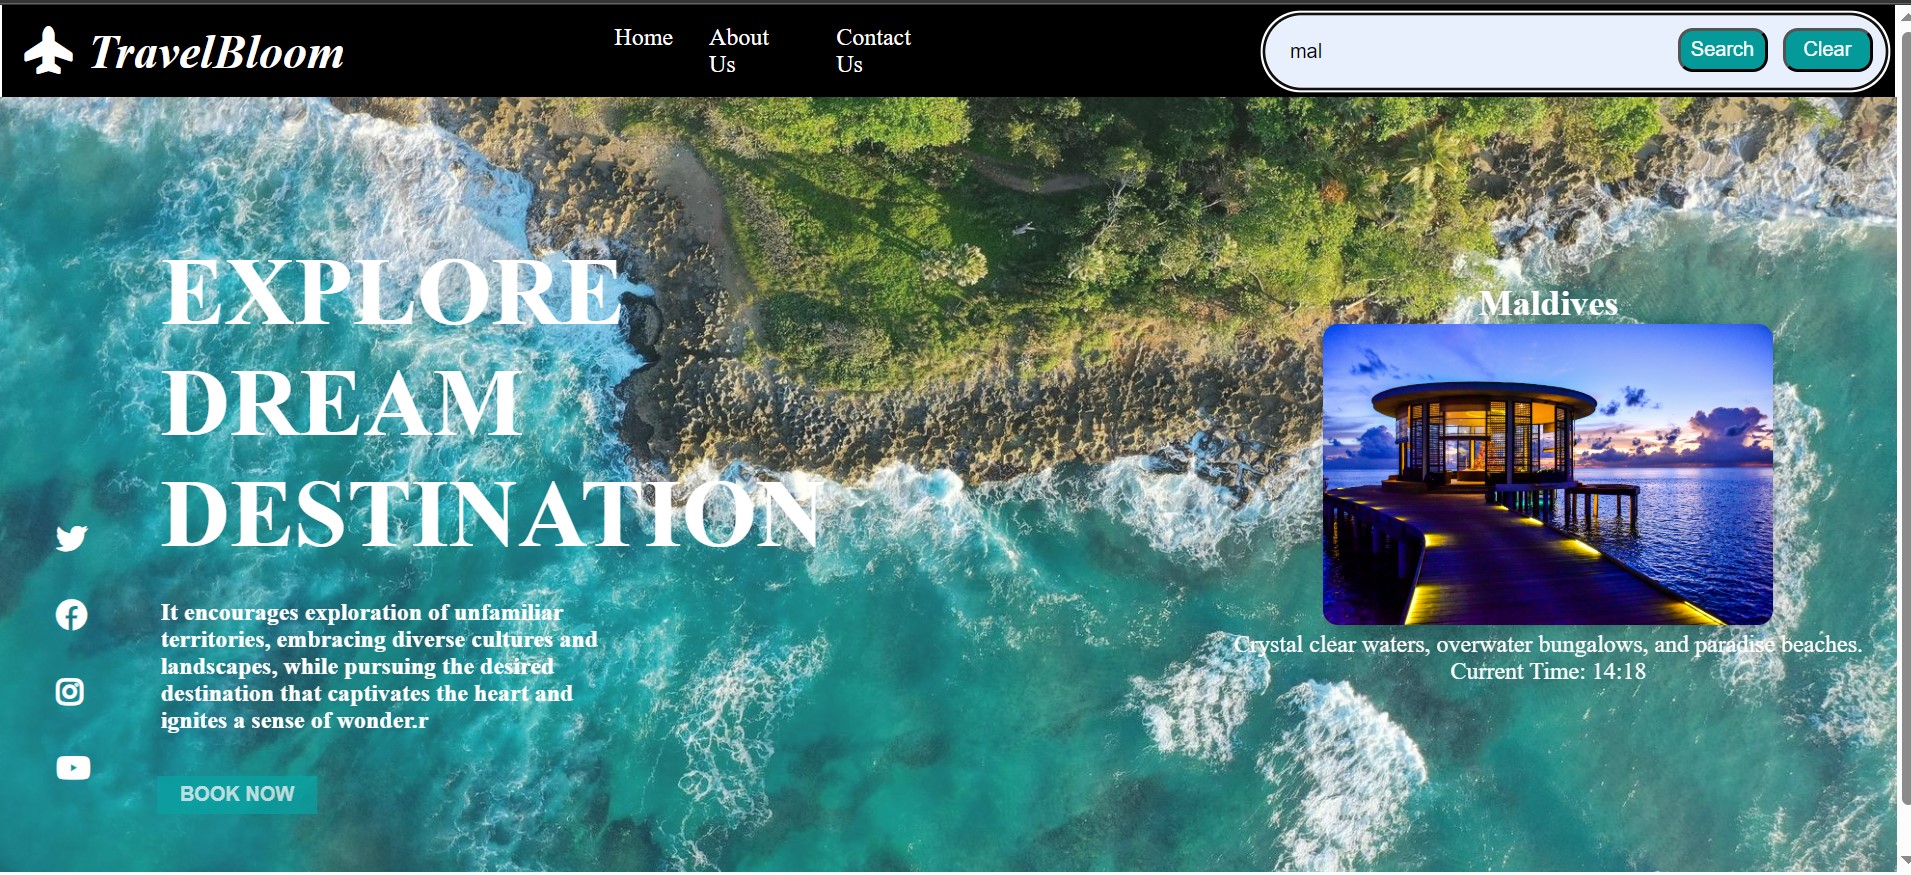 TravelBloom
Home
About
Us
Contact
Us
mal
Search
Clear
EXPLORE
DREAM
DESTINATION
It encourages exploration of unfamiliar
territories, embracing diverse cultures and
landscapes, while pursuing the desired
destination that captivates the heart and
ignites a sense of wonder.r
BOOK NOW
Maldives
Crystal clear waters, overwater bungalows, and paradise beaches.
Current Time: 14:18